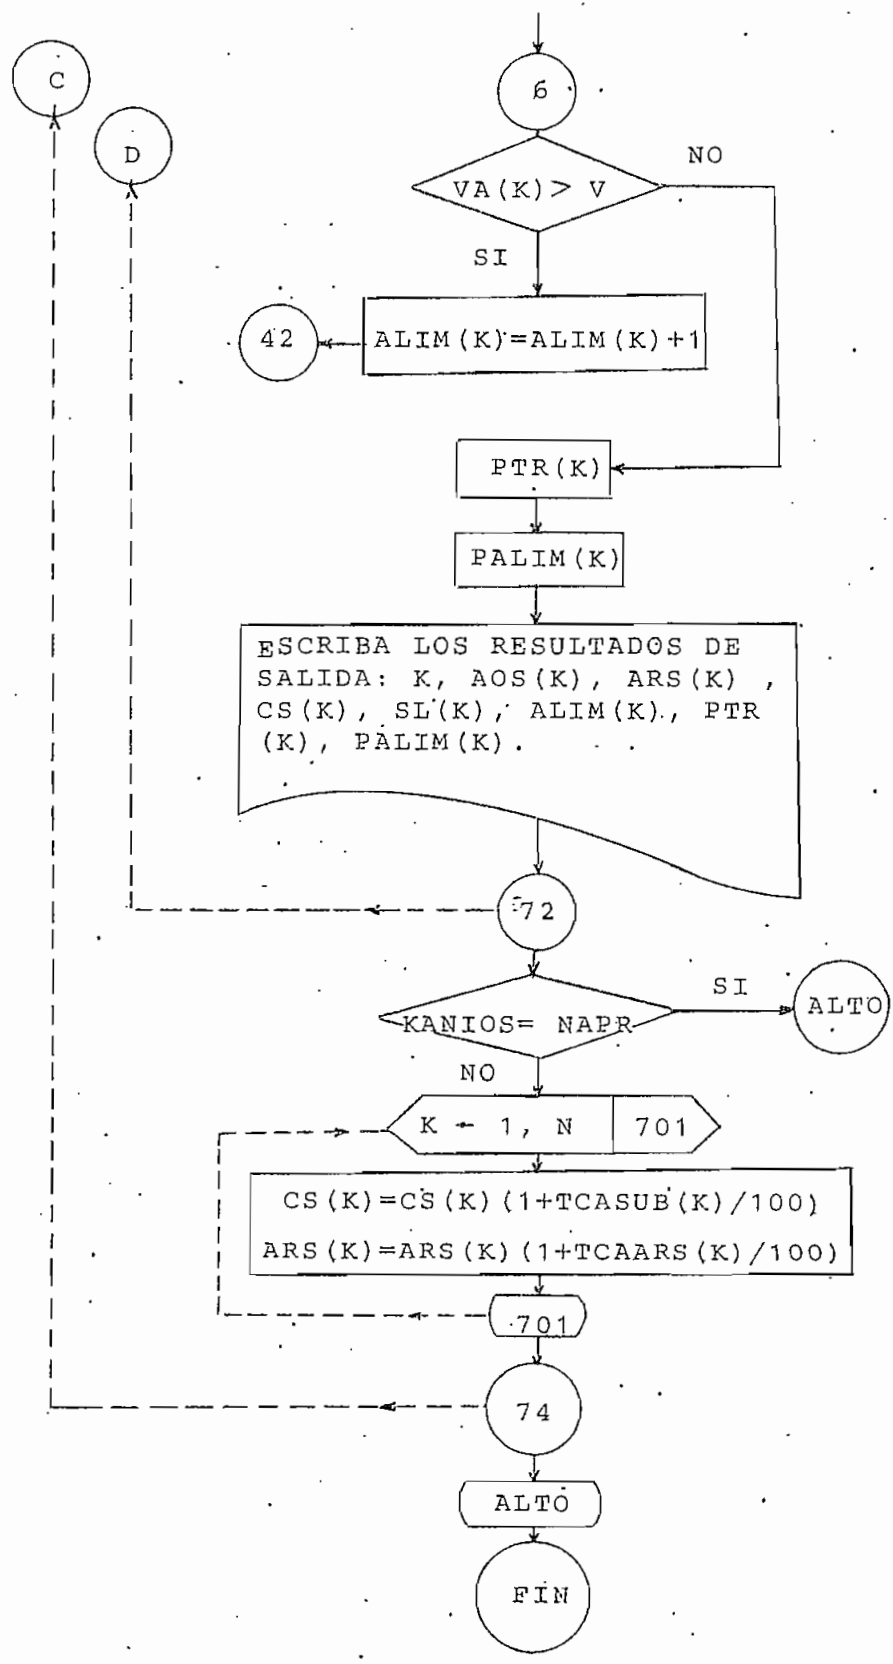 C
6
D
NO
VA(K)> V
SI
42
ALIM(K)=ALIM(K)+1
PTR(K)
PALIM(K)
ESCRIBA LOS RESULTADOS DE
SALIDA: K, AOS(K), ARS(K) ,
CS(K), SL(K), ALIM(K), PTR
(K), PALIM(K).
72
SI
ALTO
KANIOS= NAPR
NO
K ← 1, N 701
CS(K)=CS(K)(1+TCASUB(K)/100)
ARS(K)=ARS(K)(1+TCAARS(K)/100)
701
74
ALTO
FIN